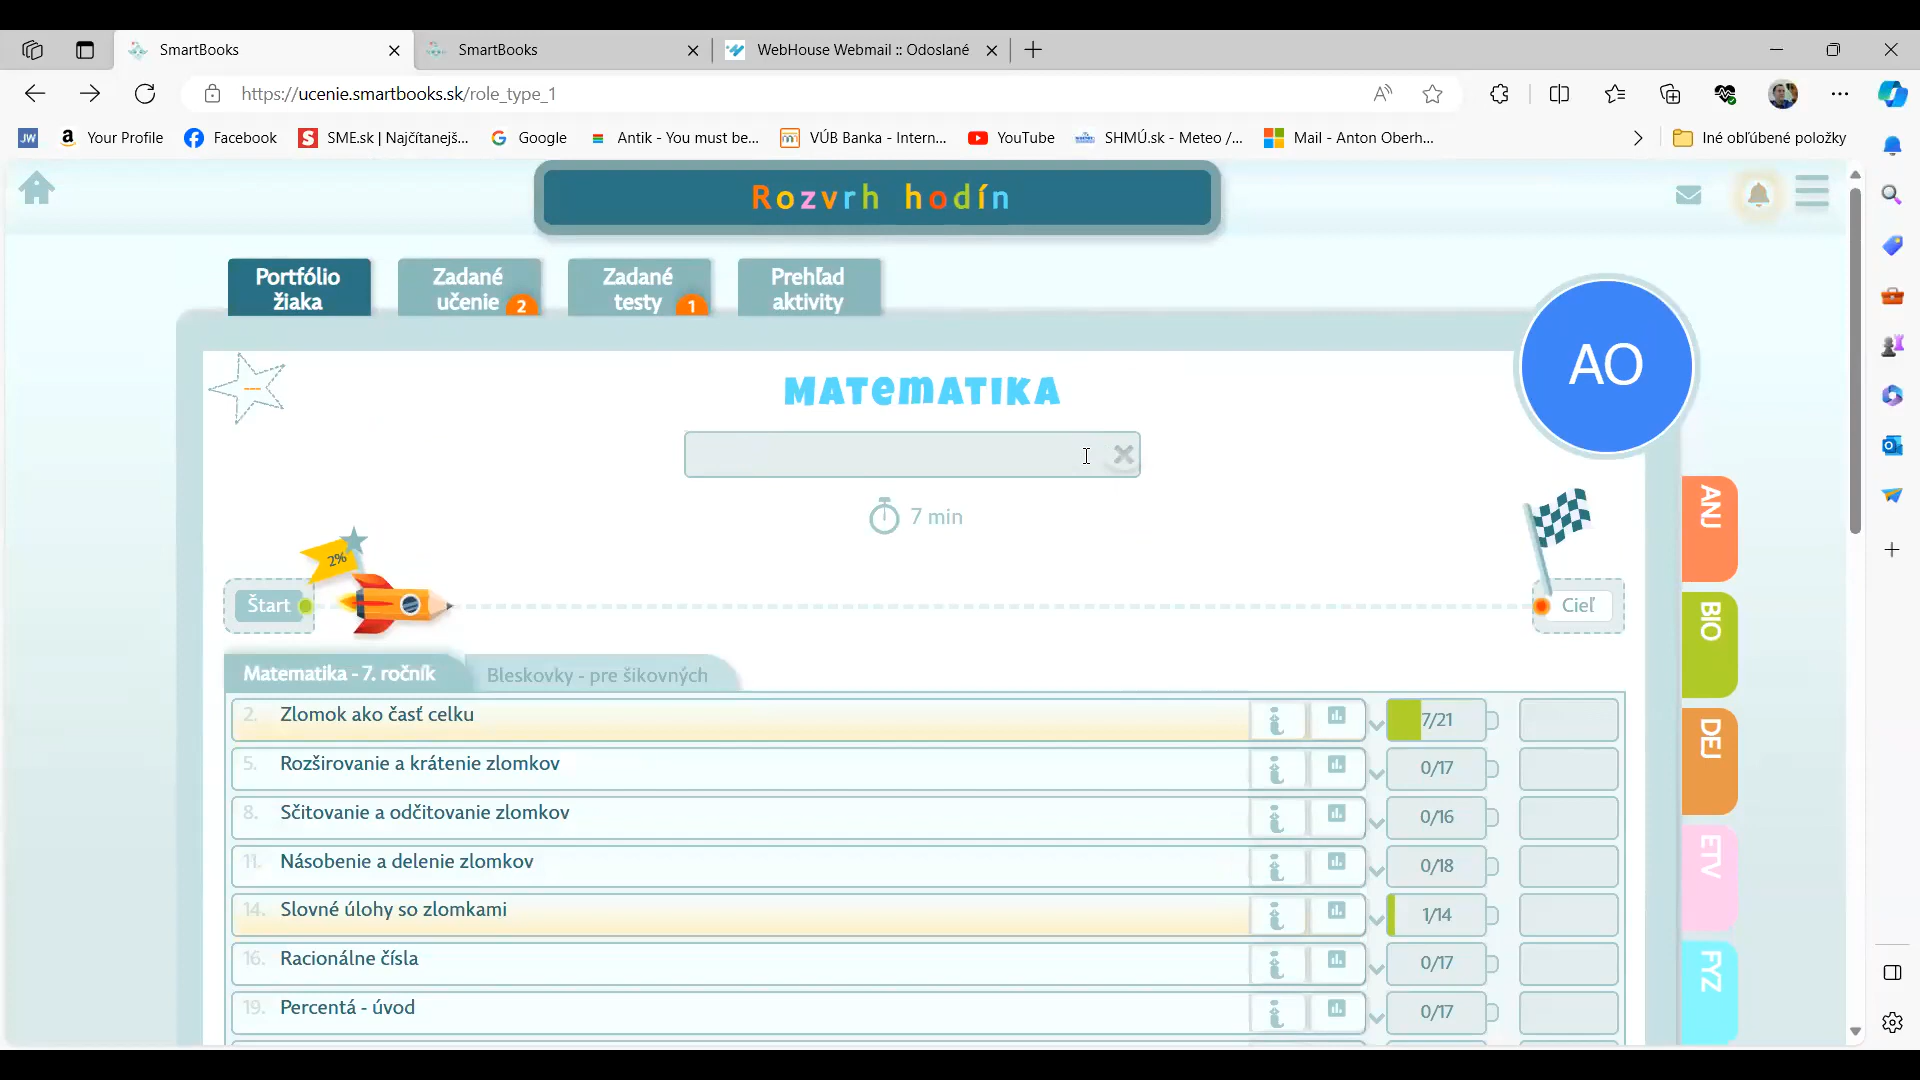 SmartBooks
SmartBooks
WebHouse Webmail :: Odoslané
https://ucenie.smartbooks.sk/role_type_1
JW
Your Profile
Facebook
SME.sk | Najčítanejš...
Google
Antik - You must be...
VÚB Banka - Intern...
YouTube
SHMÚ.sk - Meteo /...
Mail - Anton Oberh...
Iné obľúbené položky
Rozvrh hodín
Portfólio
žiaka
Zadané
učenie 2
Zadané
testy 1
Prehľad
aktivity
AO
MATEMATIKA
7 min
2%
Štart
Cieľ
ANJ
BIO
DEJ
ETV
FYZ
Matematika - 7. ročník
Bleskovky - pre šikovných
2. Zlomok ako časť celku 7/21
5. Rozširovanie a krátenie zlomkov 0/17
8. Sčitovanie a odčitovanie zlomkov 0/16
11. Násobenie a delenie zlomkov 0/18
14. Slovné úlohy so zlomkami 1/14
16. Racionálne čísla 0/17
19. Percentá - úvod 0/17